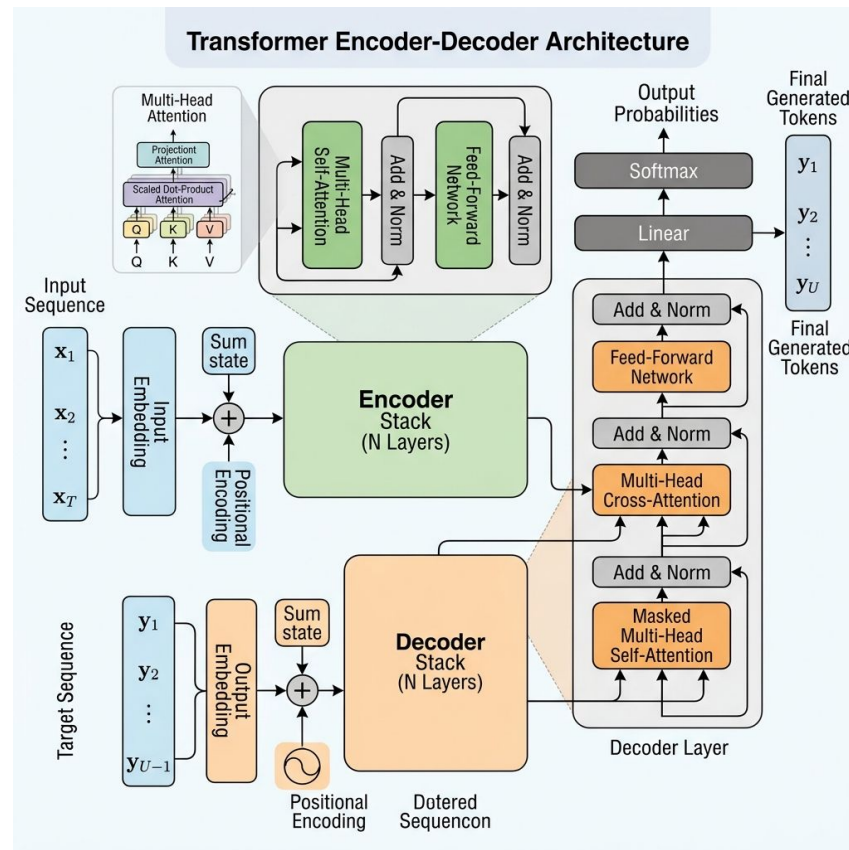 Transformer Encoder-Decoder Architecture
Multi-Head
Attention
Projectiont
Attention
Scaled Dot-Product
Attention
Q K V
Q K V
Multi-Head
Self-Attention
Add & Norm
Feed-Forward
Network
Add & Norm
Output
Probabilities
Softmax
Linear
Final
Generated
Tokens
y1
y2
⋮
yU
Final
Generated
Tokens
Input
Sequence
x1
x2
⋮
xT
Input Embedding
Sum
state
+
Positional
Encoding
Encoder
Stack
(N Layers)
Add & Norm
Feed-Forward
Network
Add & Norm
Multi-Head
Cross-Attention
Add & Norm
Masked
Multi-Head
Self-Attention
Decoder Layer
Target Sequence
y1
y2
⋮
yU−1
Output Embedding
Sum
state
+
Positional
Encoding
Decoder
Stack
(N Layers)
Dotered
Sequencon